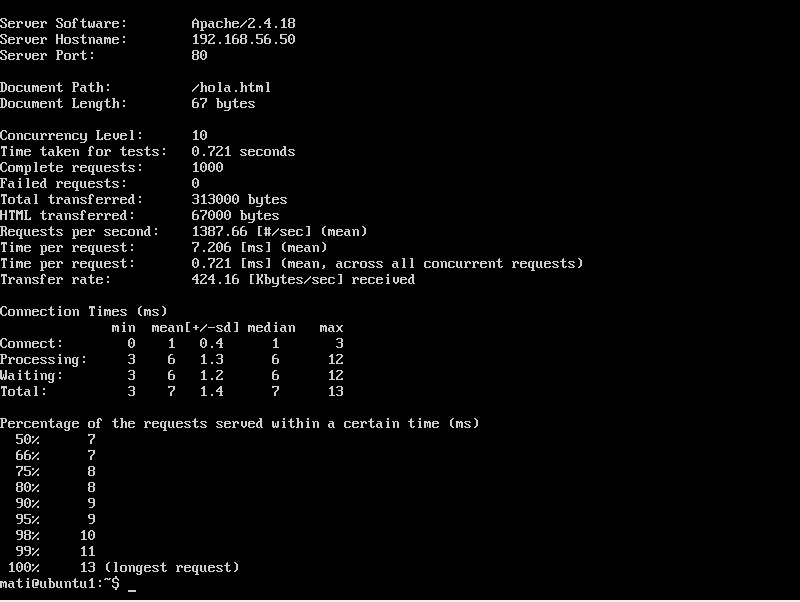 Server Software:        Apache/2.4.18
Server Hostname:        192.168.56.50
Server Port:            80

Document Path:          /hola.html
Document Length:        67 bytes

Concurrency Level:      10
Time taken for tests:   0.721 seconds
Complete requests:      1000
Failed requests:        0
Total transferred:      313000 bytes
HTML transferred:       67000 bytes
Requests per second:    1387.66 [#/sec] (mean)
Time per request:       7.206 [ms] (mean)
Time per request:       0.721 [ms] (mean, across all concurrent requests)
Transfer rate:          424.16 [Kbytes/sec] received

Connection Times (ms)
              min  mean[+/-sd] median   max
Connect:        0    1   0.4      1       3
Processing:     3    6   1.3      6      12
Waiting:        3    6   1.2      6      12
Total:          3    7   1.4      7      13

Percentage of the requests served within a certain time (ms)
  50%      7
  66%      7
  75%      8
  80%      8
  90%      9
  95%      9
  98%     10
  99%     11
 100%     13 (longest request)
mati@ubuntu1:~$ _